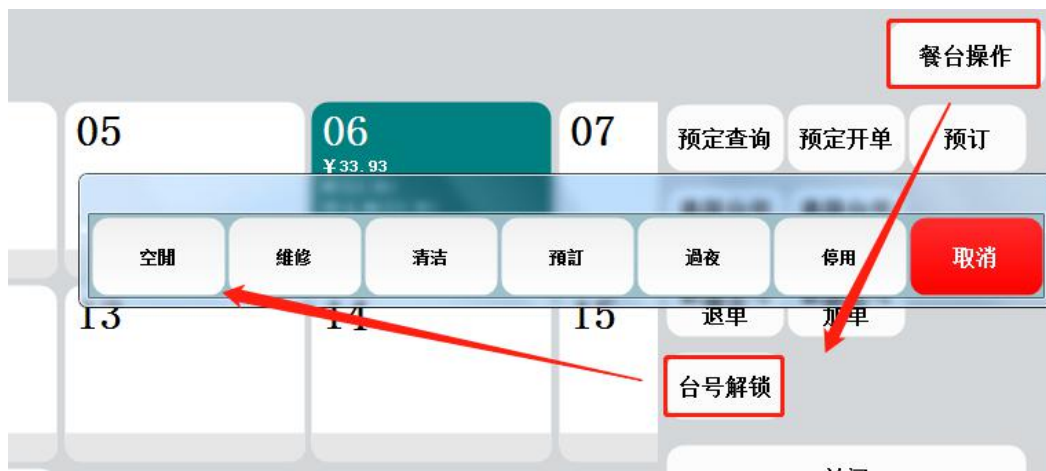 餐台操作
05
06
07
¥33.93
预定查询
预定开单
预订
空閒
维修
清洁
預訂
過夜
停用
取消
13
14
15
退单
加单
台号解锁